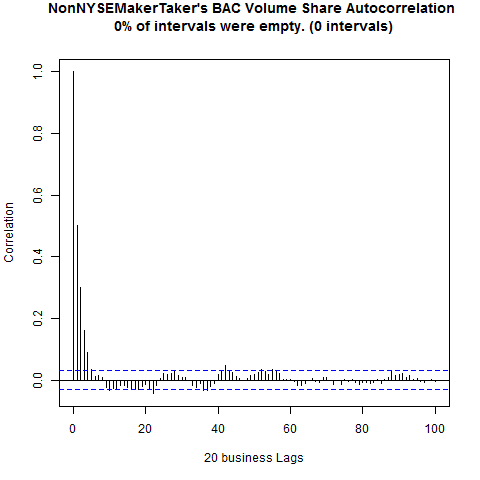 NonNYSEMakerTaker's BAC Volume Share Autocorrelation
0% of intervals were empty. (0 intervals)
Correlation
1.0
0.8
0.6
0.4
0.2
0.0
0 20 40 60 80 100
20 business Lags